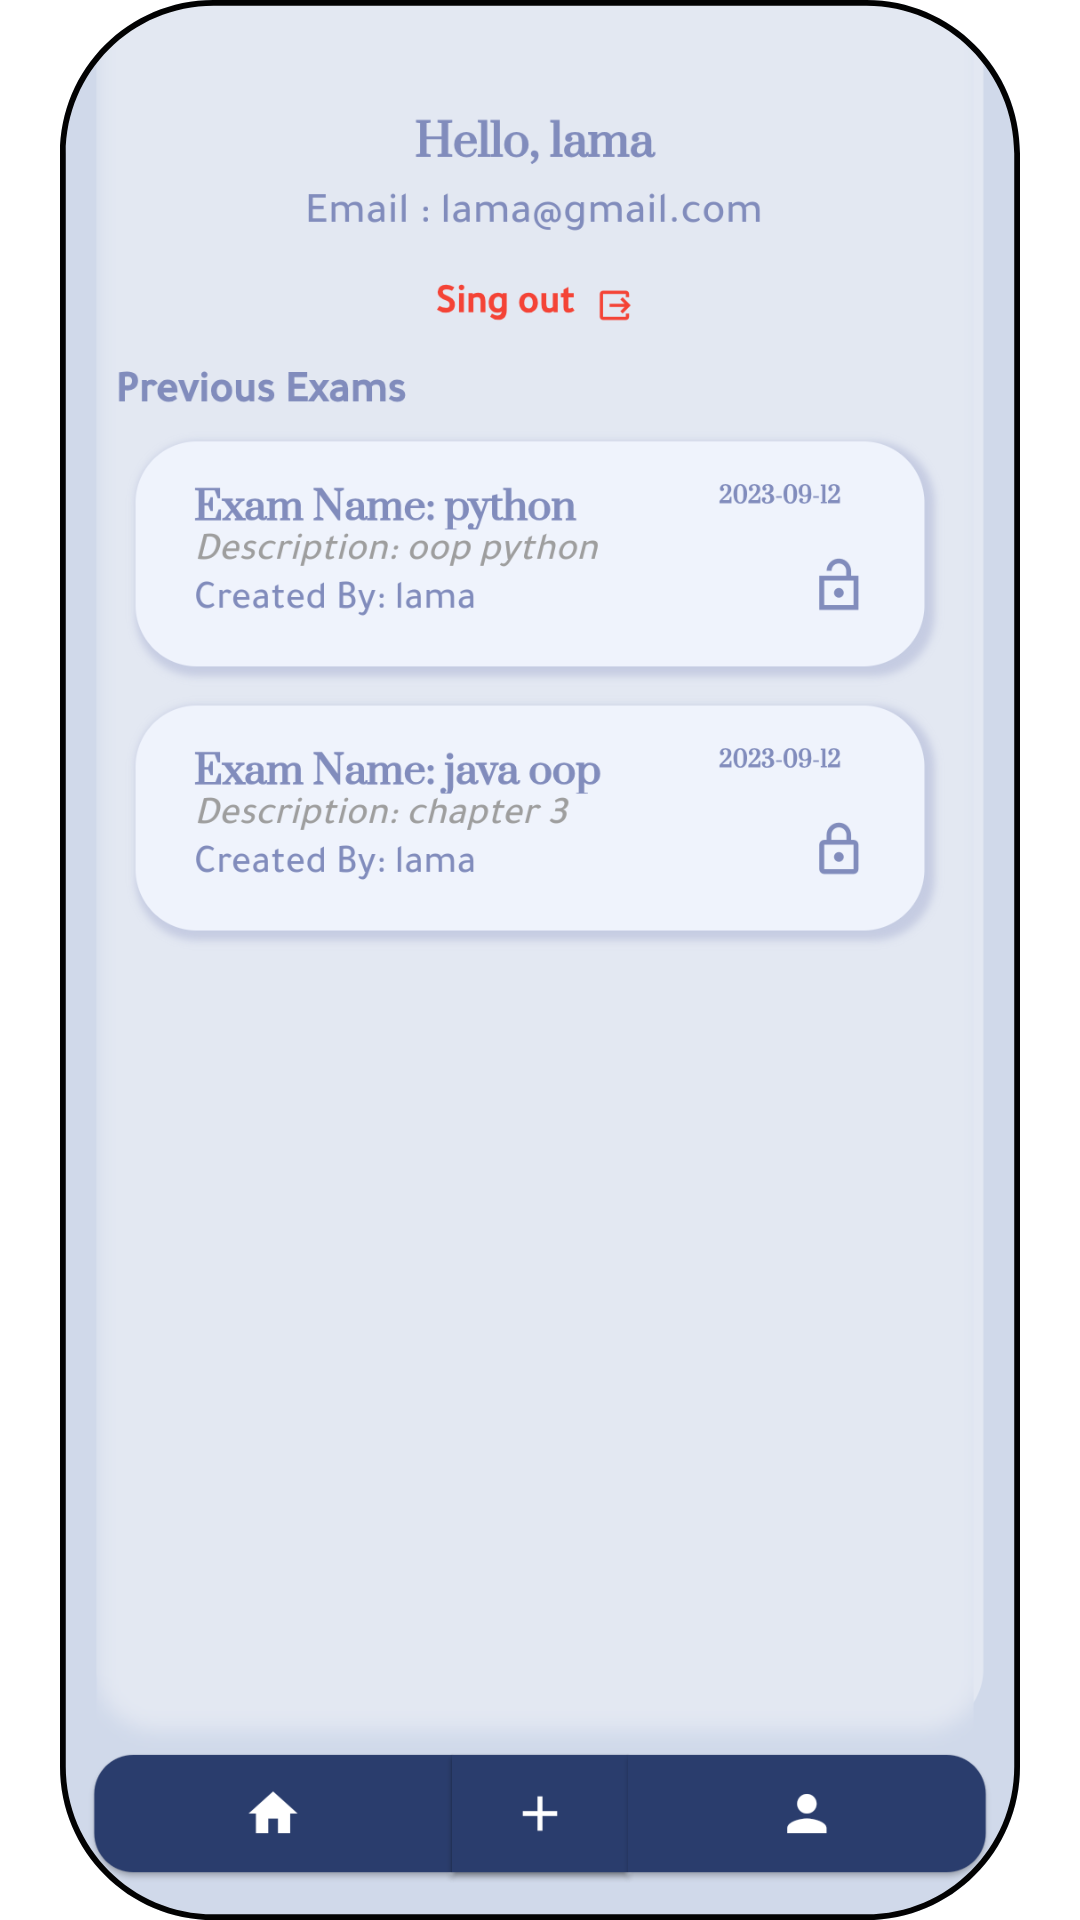 Hello, lama
Email : lama@gmail.com
Sing out
Previous Exams
Exam Name: python
2023-09-12
Description: oop python
Created By: lama
Exam Name: java oop
2023-09-12
Description: chapter 3
Created By: lama